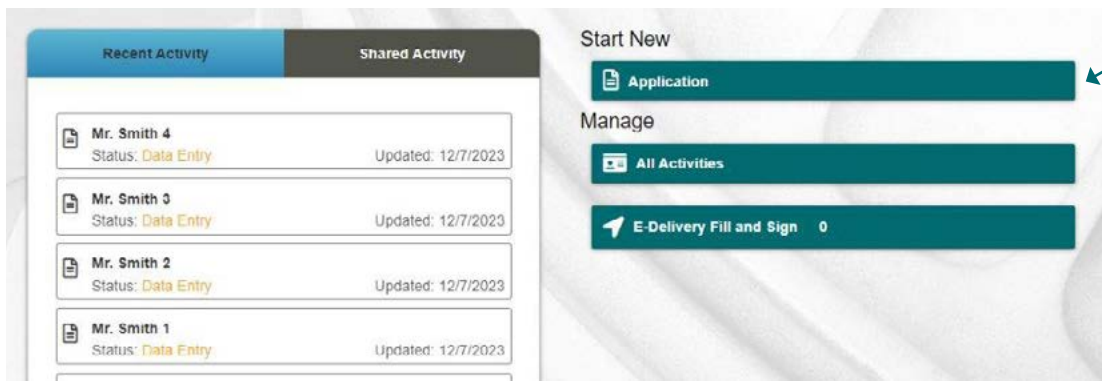 Recent Activity
Shared Activity
Mr. Smith 4
Status: Data Entry
Updated: 12/7/2023
Mr. Smith 3
Status: Data Entry
Updated: 12/7/2023
Mr. Smith 2
Status: Data Entry
Updated: 12/7/2023
Mr. Smith 1
Status: Data Entry
Updated: 12/7/2023
Start New
Application
Manage
All Activities
E-Delivery Fill and Sign 0